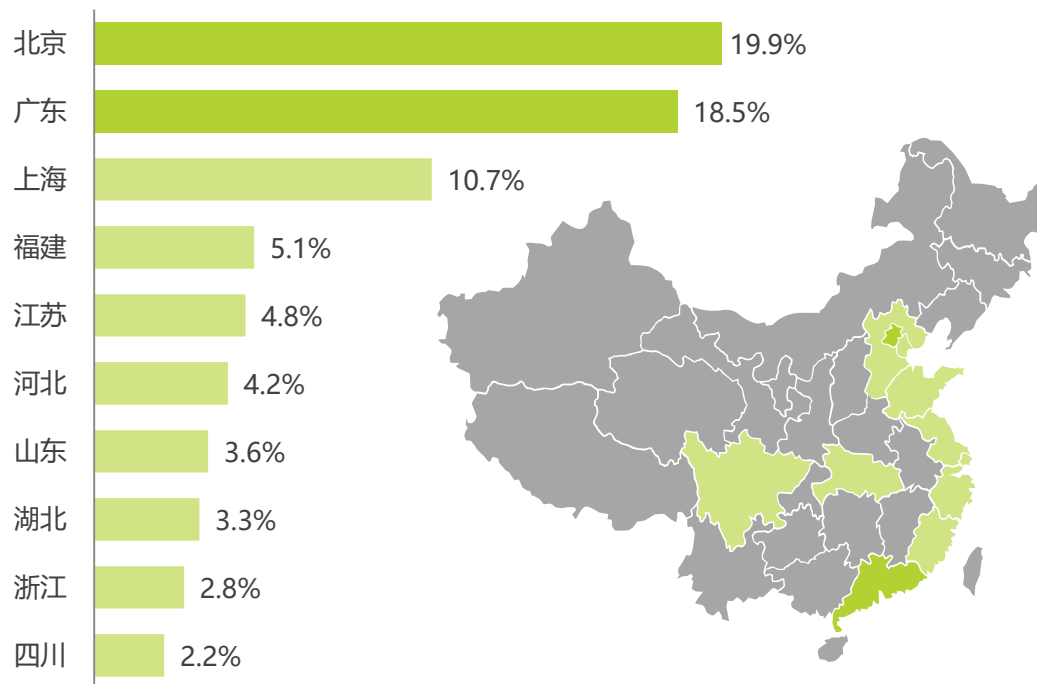 北京 19.9%
广东 18.5%
上海 10.7%
福建 5.1%
江苏 4.8%
河北 4.2%
山东 3.6%
湖北 3.3%
浙江 2.8%
四川 2.2%